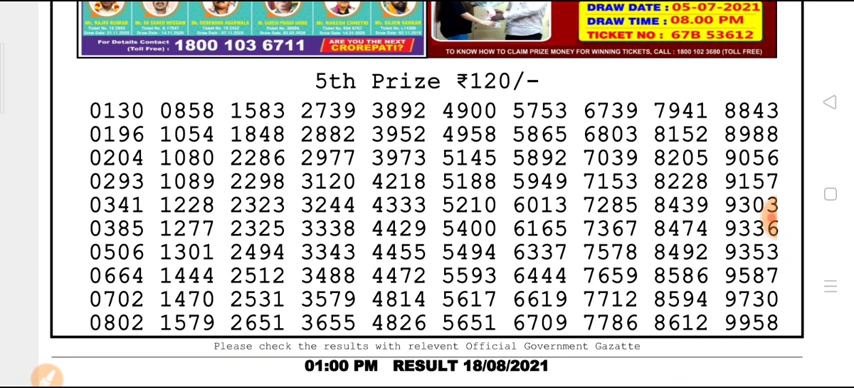 DRAW DATE : 05-07-2021
DRAW TIME : 08.00 PM
TICKET NO : 67B 53612
For Details Contact
(Toll Free) : 1800 103 6711
ARE YOU THE NEXT
CROREPATI?
TO KNOW HOW TO CLAIM PRIZE MONEY FOR WINNING TICKETS, CALL : 1800 102 3680 (TOLL FREE)
5th Prize ₹120/-
0130 0858 1583 2739 3892 4900 5753 6739 7941 8843
0196 1054 1848 2882 3952 4958 5865 6803 8152 8988
0204 1080 2286 2977 3973 5145 5892 7039 8205 9056
0293 1089 2298 3120 4218 5188 5949 7153 8228 9157
0341 1228 2323 3244 4333 5210 6013 7285 8439 9303
0385 1277 2325 3338 4429 5400 6165 7367 8474 9336
0506 1301 2494 3343 4455 5494 6337 7578 8492 9353
0664 1444 2512 3488 4472 5593 6444 7659 8586 9587
0702 1470 2531 3579 4814 5617 6619 7712 8594 9730
0802 1579 2651 3655 4826 5651 6709 7786 8612 9958
Please check the results with relevent Official Government Gazatte
01:00 PM RESULT 18/08/2021